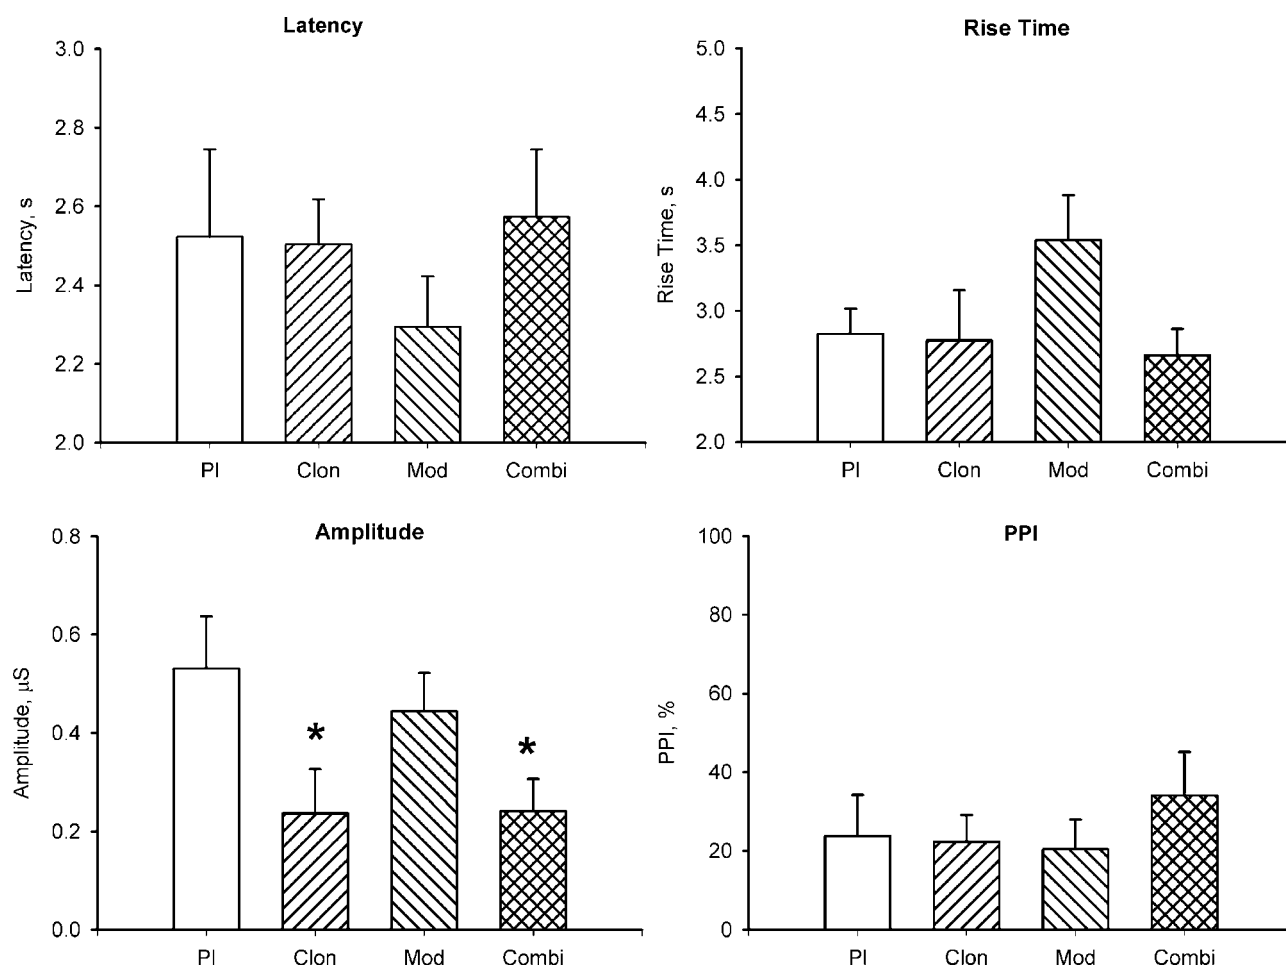 Latency
3.0
2.8
2.6
2.4
2.2
2.0
Latency, s
Pl Clon Mod Combi
Rise Time
5.0
4.5
4.0
3.5
3.0
2.5
2.0
Rise Time, s
Pl Clon Mod Combi
Amplitude
0.8
0.6
0.4
0.2
0.0
Amplitude, µS
* *
Pl Clon Mod Combi
PPI
100
80
60
40
20
0
PPI, %
Pl Clon Mod Combi